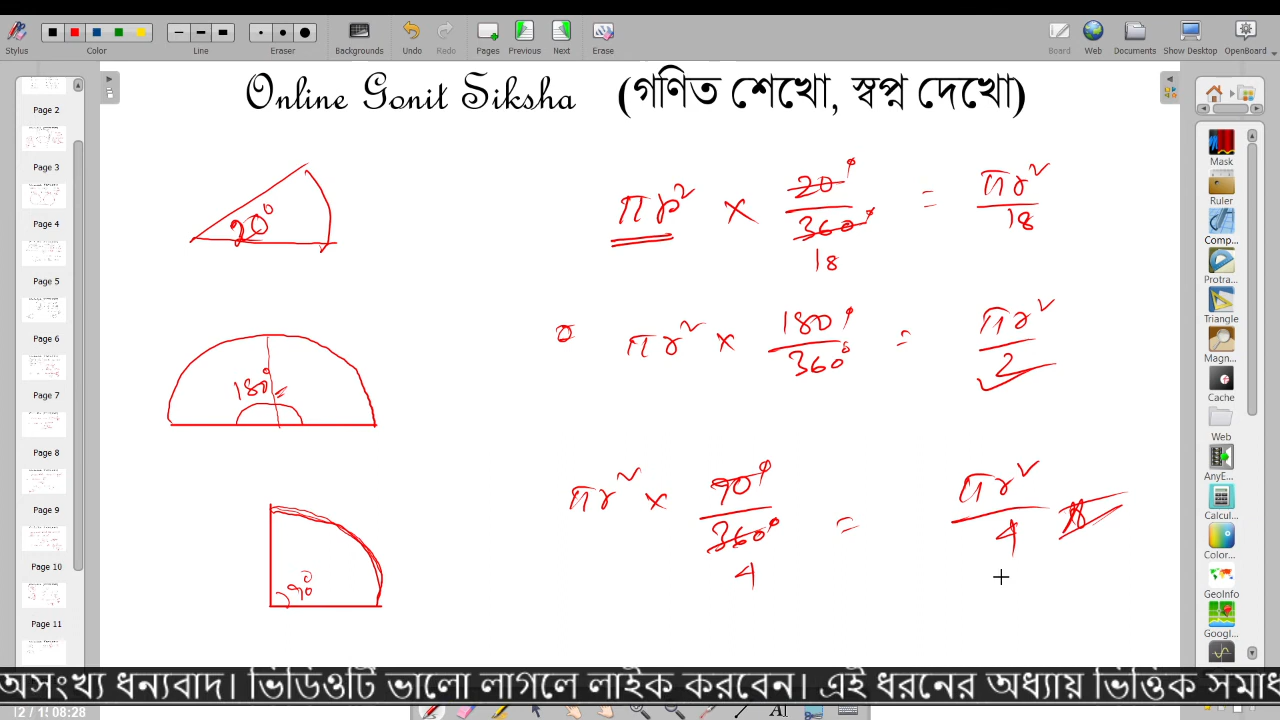 Stylus Color Line Eraser Backgrounds Undo Redo Pages Previous Next Erase Board Web Documents Show Desktop OpenBoard
Online Gonit Siksha (গণিত শেখো, স্বপ্ন দেখো)
Page 2
Page 3
Page 4
Page 5
Page 6
Page 7
Page 8
Page 9
Page 10
Page 11
20°
πr² × 20°/360° = πr²/18
18
180°
πr² × 180°/360° = πr²/2
90°
πr² × 90°/360° = πr²/4
4
Mask
Ruler
Comp...
Protra...
Triangle
Magn...
Cache
Web
AnyE...
Calcul...
Color...
GeoInfo
Googl...
অসংখ্য ধন্যবাদ। ভিডিওটি ভালো লাগলে লাইক করবেন। এই ধরনের অধ্যায় ভিত্তিক সমাধ
08:28